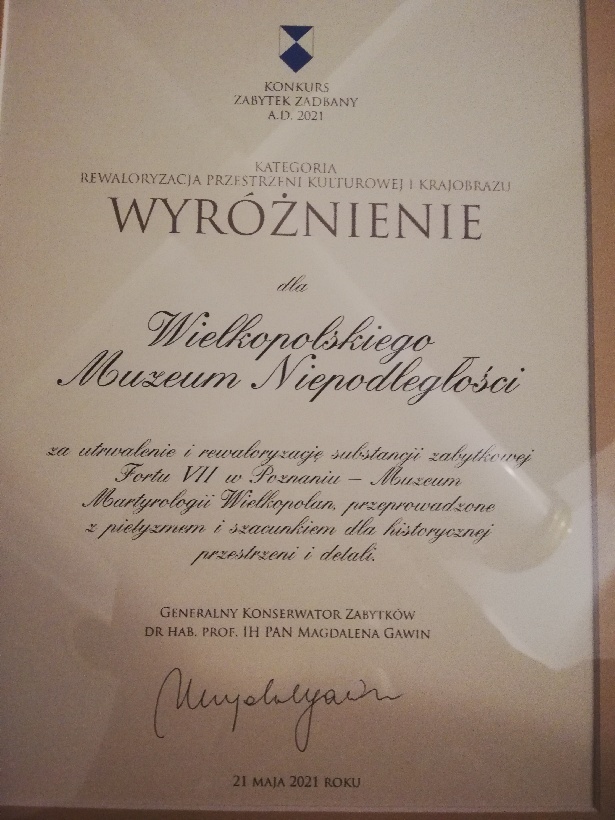 KONKURS
ZABYTEK ZADBANY
A.D. 2021
KATEGORIA
REWALORYZACJA PRZESTRZENI KULTUROWEJ I KRAJOBRAZU
WYRÓŻNIENIE
dla
Wielkopolskiego
Muzeum Niepodległości
za utrwalenie i rewaloryzację substancji zabytkowej
Fortu VII w Poznaniu – Muzeum
Martyrologii Wielkopolan, przeprowadzone
z pietyzmem i szacunkiem dla historycznej
przestrzeni i detali.
GENERALNY KONSERWATOR ZABYTKÓW
DR HAB. PROF. IH PAN MAGDALENA GAWIN
21 MAJA 2021 ROKU